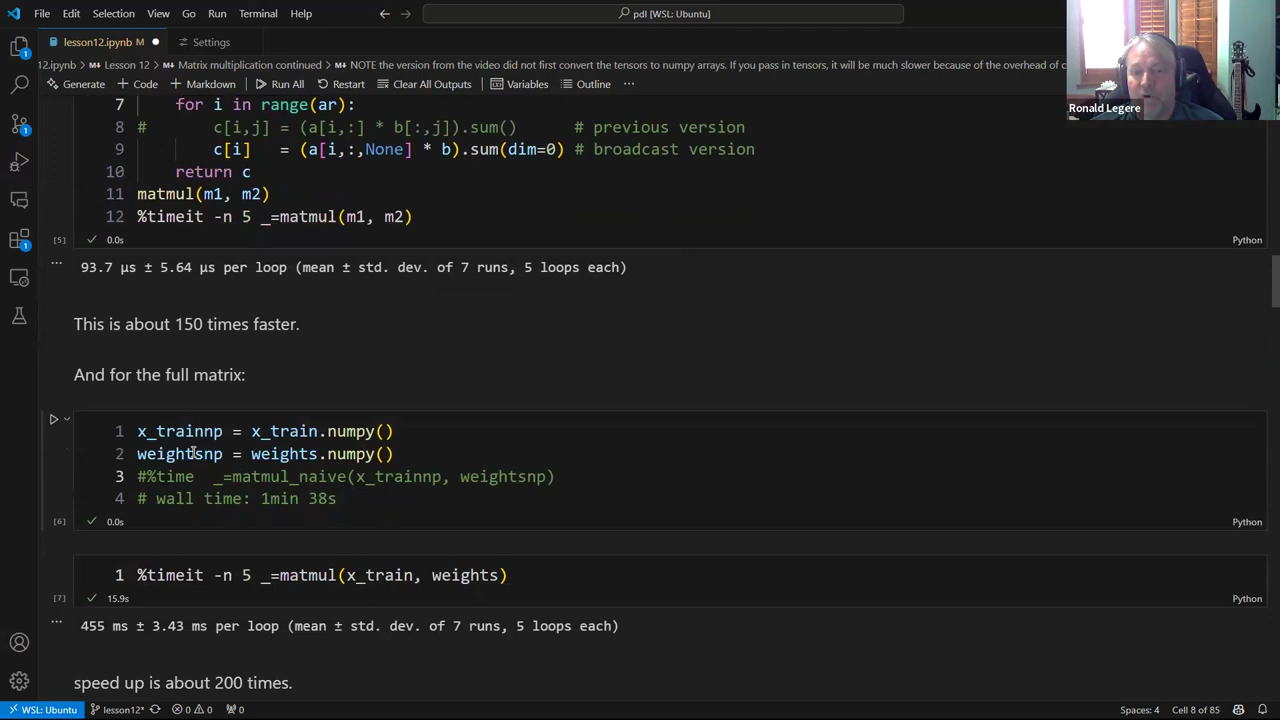 File Edit Selection View Go Run Terminal Help
pdl [WSL: Ubuntu]
lesson12.ipynb M
Settings
12.ipynb > Lesson 12 > Matrix multiplication continued > NOTE the version from the video did not first convert the tensors to numpy arrays. If you pass in tensors, it will be much slower because of the overhead of c
Generate + Code + Markdown Run All Restart Clear All Outputs Variables Outline ...
Ronald Legere
7 for i in range(ar):
8 # c[i,j] = (a[i,:] * b[:,j]).sum() # previous version
9 c[i] = (a[i,:,None] * b).sum(dim=0) # broadcast version
10 return c
11 matmul(m1, m2)
12 %timeit -n 5 _=matmul(m1, m2)
[5] 0.0s Python
... 93.7 µs ± 5.64 µs per loop (mean ± std. dev. of 7 runs, 5 loops each)
This is about 150 times faster.
And for the full matrix:
1 x_trainnp = x_train.numpy()
2 weightsnp = weights.numpy()
3 #%time _=matmul_naive(x_trainnp, weightsnp)
4 # wall time: 1min 38s
[6] 0.0s Python
1 %timeit -n 5 _=matmul(x_train, weights)
[7] 15.9s Python
... 455 ms ± 3.43 ms per loop (mean ± std. dev. of 7 runs, 5 loops each)
speed up is about 200 times.
WSL: Ubuntu lesson12* 0 0 0 Spaces: 4 Cell 8 of 85